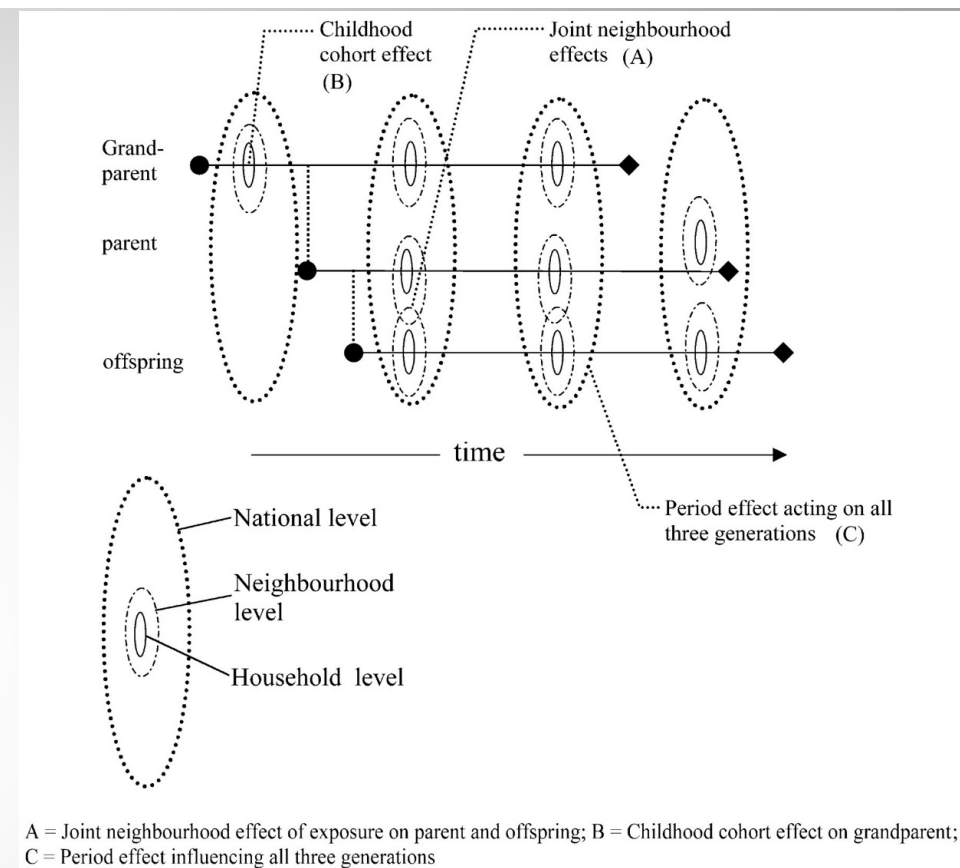 Childhood
cohort effect
(B)
Joint neighbourhood
effects (A)
Grand-
parent
parent
offspring
time
Period effect acting on all
three generations (C)
National level
Neighbourhood
level
Household level
A = Joint neighbourhood effect of exposure on parent and offspring; B = Childhood cohort effect on grandparent;
C = Period effect influencing all three generations